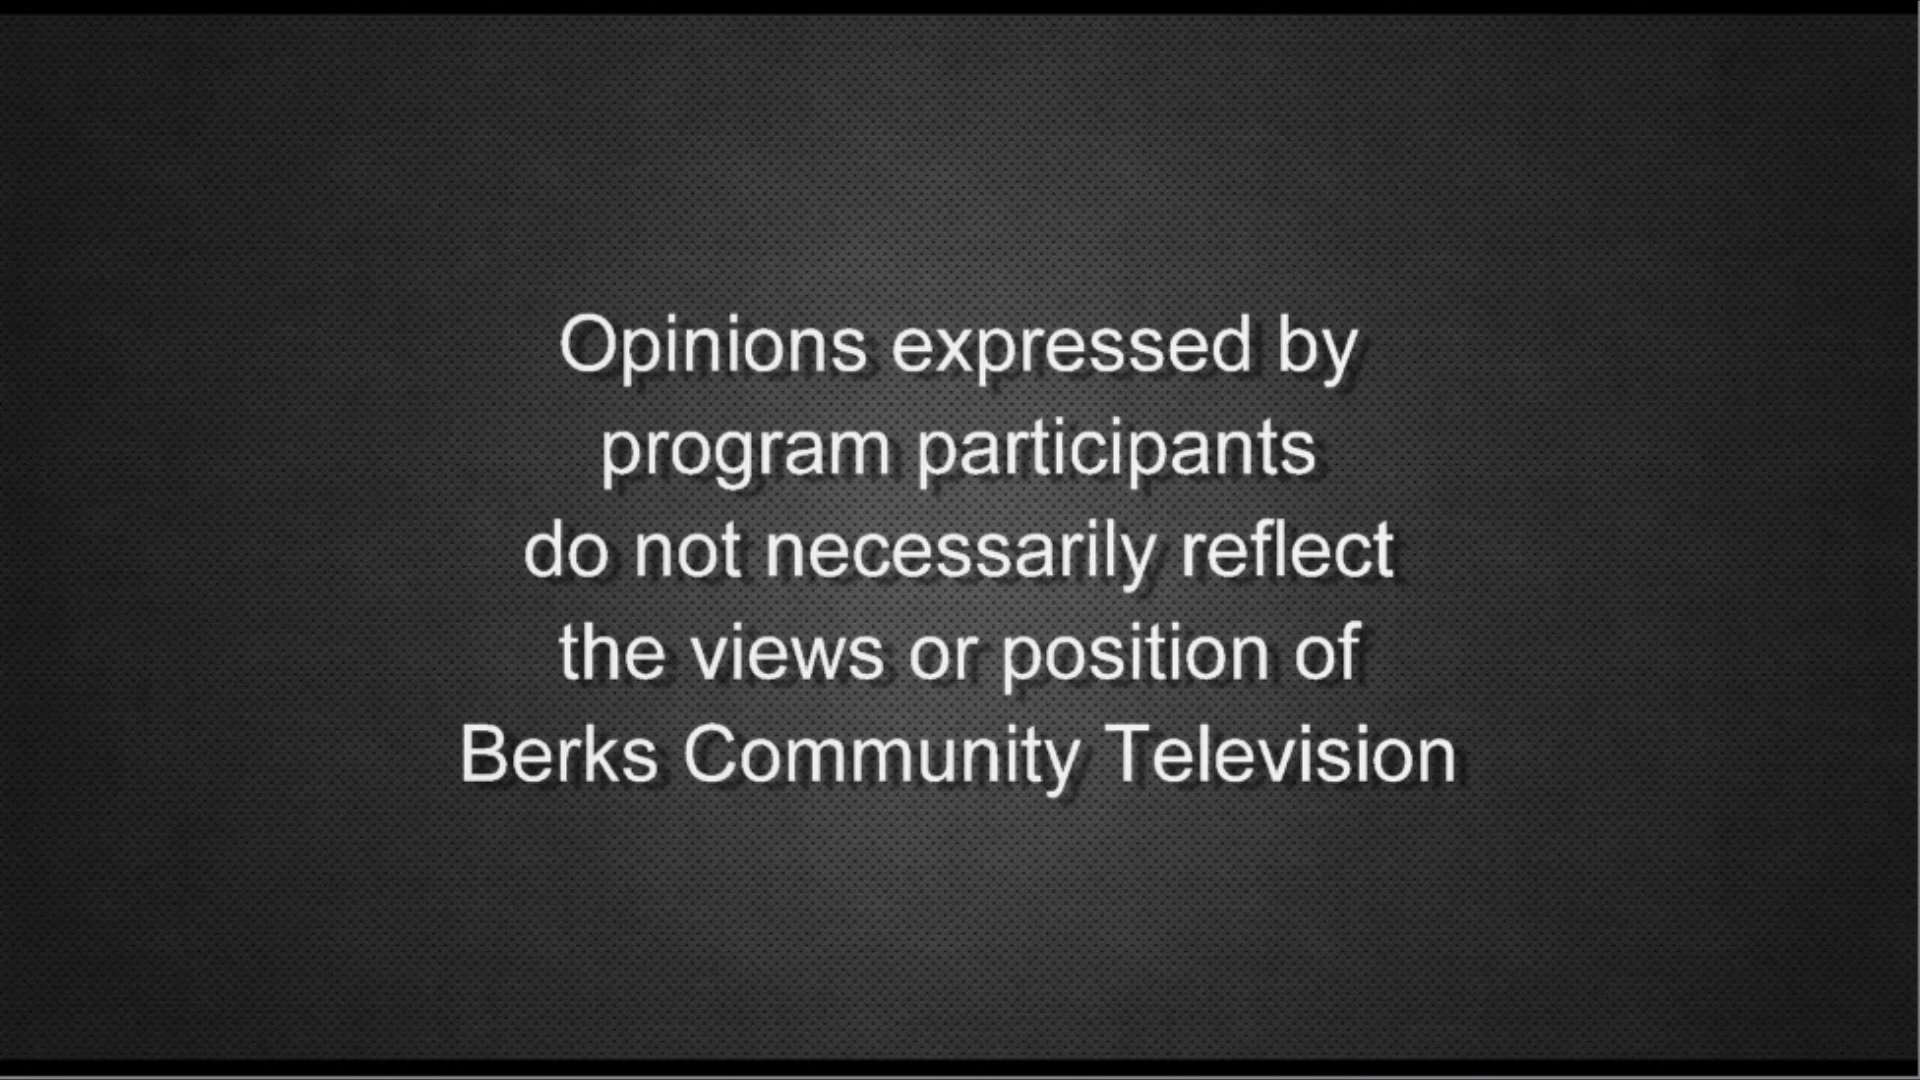 Opinions expressed by
program participants
do not necessarily reflect
the views or position of
Berks Community Television